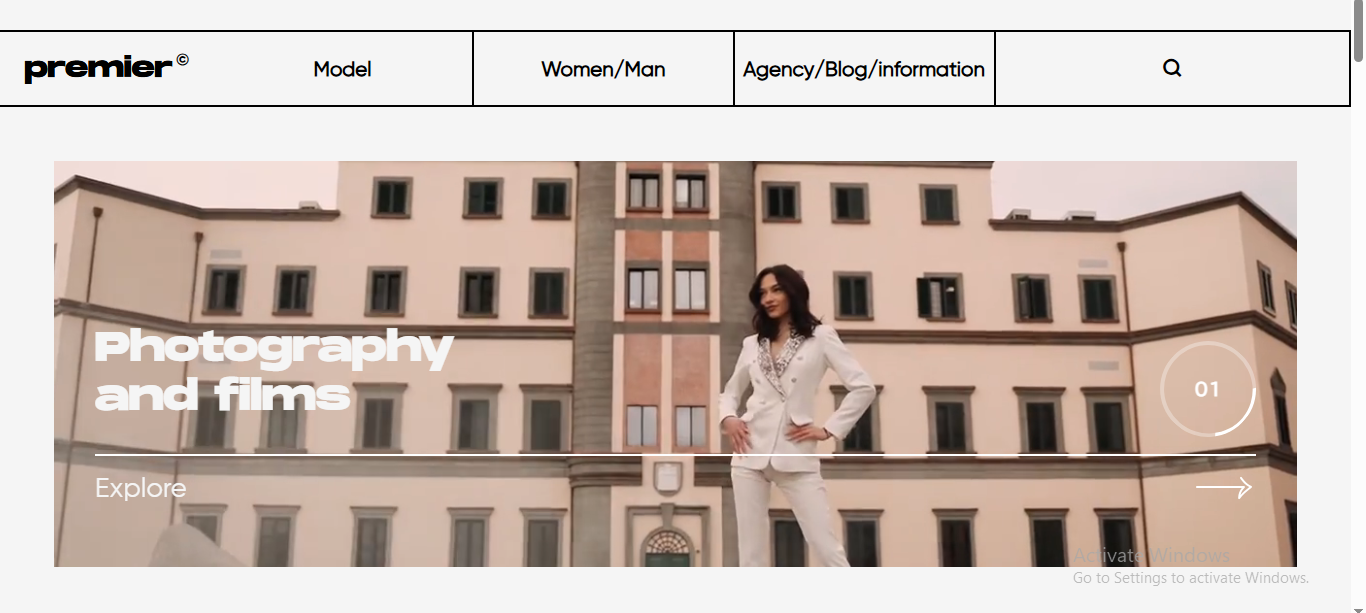 premier©
Model
Women/Man
Agency/Blog/information
Photography
and films
01
Explore
Activate Windows
Go to Settings to activate Windows.